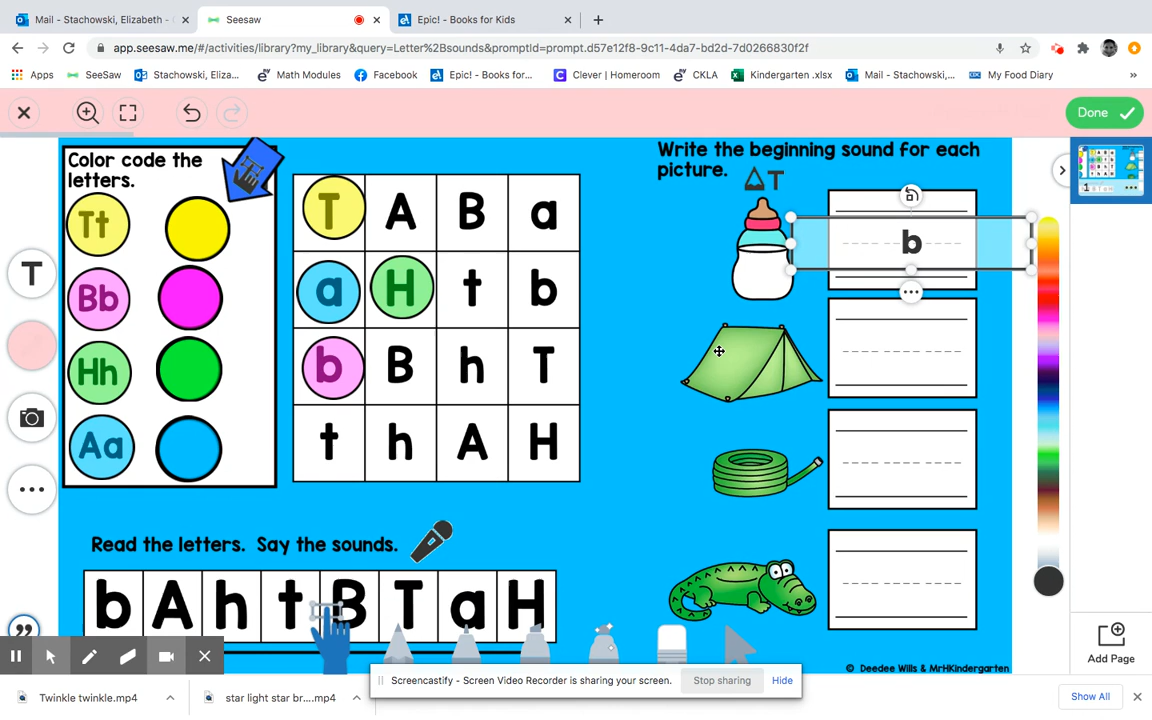 Mail - Stachowski, Elizabeth -
Seesaw
Epic! - Books for Kids
app.seesaw.me/#/activities/library?my_library&query=Letter%2Bsounds&promptId=prompt.d57e12f8-9c11-4da7-bd2d-7d0266830f2f
Apps SeeSaw Stachowski, Eliza... Math Modules Facebook Epic! - Books for... Clever | Homeroom CKLA Kindergarten .xlsx Mail - Stachowski,... My Food Diary »
Done
Color code the
letters.
Tt
Bb
Hh
Aa
T A B a
a H t b
b B h T
t h A H
Write the beginning sound for each
picture.
T
b
T
1
Read the letters. Say the sounds.
b A h t B T a H
Add Page
© Deedee Wills & MrHKindergarten
Screencastify - Screen Video Recorder is sharing your screen.
Stop sharing
Hide
Twinkle twinkle.mp4
star light star br....mp4
Show All